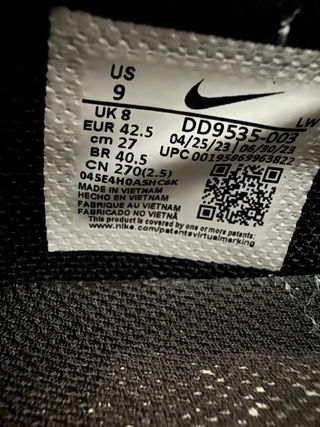 US
9
UK 8
EUR 42.5
cm 27
BR 40.5
CN 270(2.5)
DD9535-003
04/25/23 | 06/30/23
UPC 00195869963822
LW
MADE IN VIETNAM
HECHO EN VIETNAM
FABRIQUE AU VIETNAM
FABRICADO NO VIETNÃ
This product is covered by one or more patents:
www.nike.com/patentsvirtualmarking